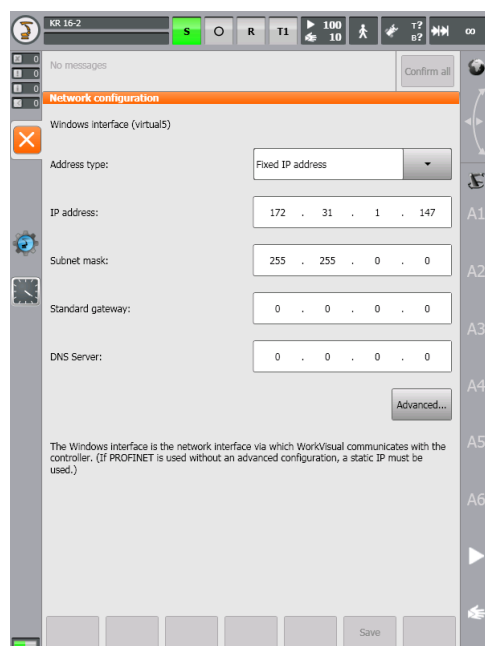 KR 16-2
S O R T1 100 10 T? B?
0
0
0
0
No messages
Confirm all
Network configuration
Windows interface (virtual5)
Address type: Fixed IP address
IP address: 172 . 31 . 1 . 147
A1
Subnet mask: 255 . 255 . 0 . 0
A2
Standard gateway: 0 . 0 . 0 . 0
A3
DNS Server: 0 . 0 . 0 . 0
A4
Advanced...
The Windows interface is the network interface via which WorkVisual communicates with the
controller. (If PROFINET is used without an advanced configuration, a static IP must be
used.)
A5
A6
Save